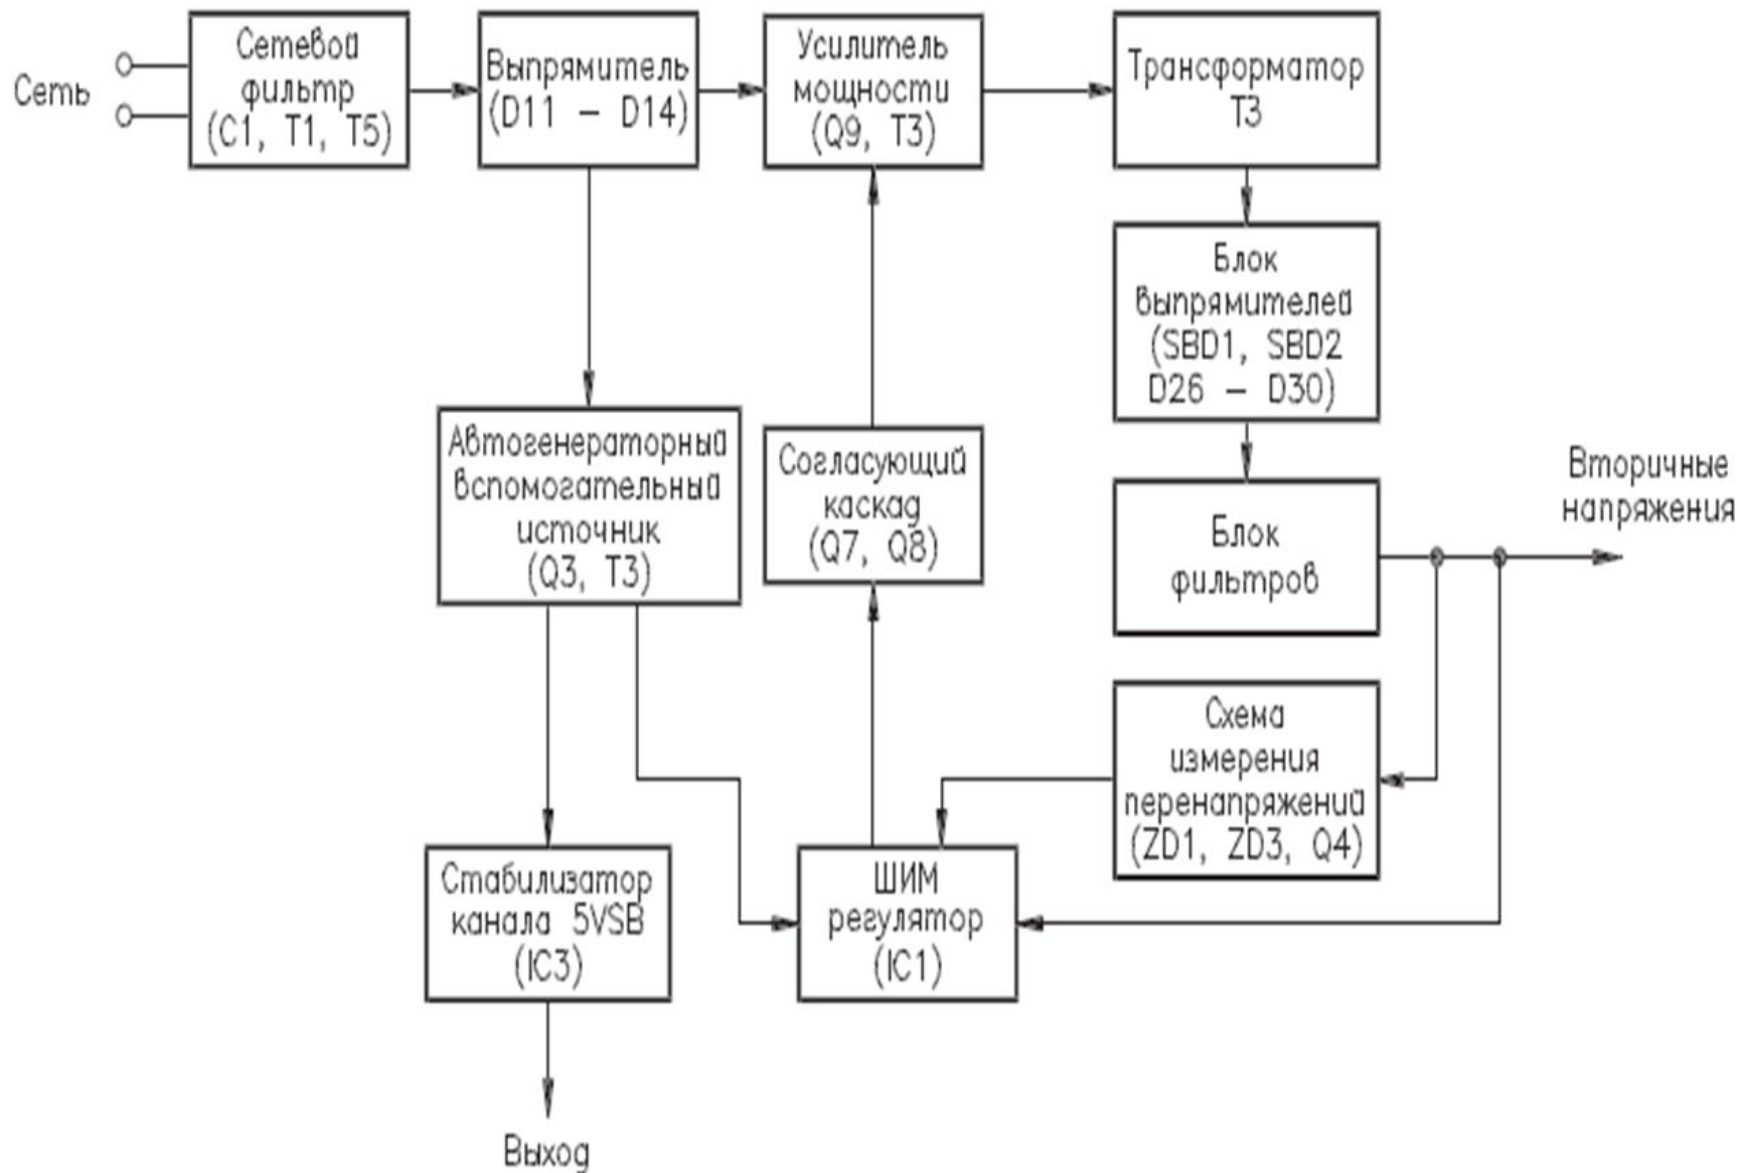 Сеть
Сетевой
фильтр
(C1, T1, T5)
Выпрямитель
(D11 – D14)
Усилитель
мощности
(Q9, T3)
Трансформатор
T3
Блок
выпрямителей
(SBD1, SBD2
D26 – D30)
Автогенераторный
вспомогательный
источник
(Q3, T3)
Согласующий
каскад
(Q7, Q8)
Блок
фильтров
Вторичные
напряжения
Схема
измерения
перенапряжений
(ZD1, ZD3, Q4)
Стабилизатор
канала 5VSB
(IC3)
ШИМ
регулятор
(IC1)
Выход